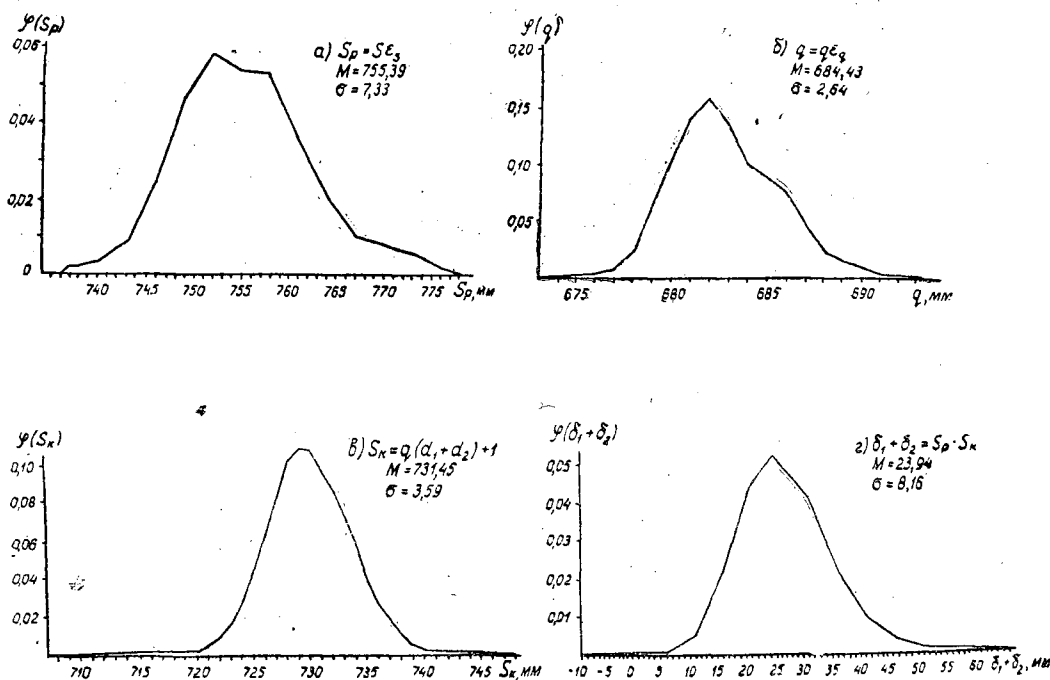 φ(Sp)
0,06
0,04
0,02
0
740 745 750 755 760 765 770 775 Sp, мм
а) Sp = Sε₃
M = 755,39
σ = 7,33
φ(q)
0,20
0,15
0,10
0,05
675 680 685 690 q, мм
б) q = qεq
M = 684,43
σ = 2,64
φ(Sк)
0,10
0,08
0,06
0,04
0,02
710 720 725 730 735 740 745 Sк, мм
в) Sк = q(d₁+d₂)+1
M = 731,45
σ = 3,59
φ(δ₁+δ₂)
0,05
0,04
0,03
0,02
0,01
-10 -5 0 5 10 15 20 25 30 35 40 45 50 55 60 δ₁+δ₂, мм
г) δ₁+δ₂ = Sp - Sк
M = 23,94
σ = 8,16